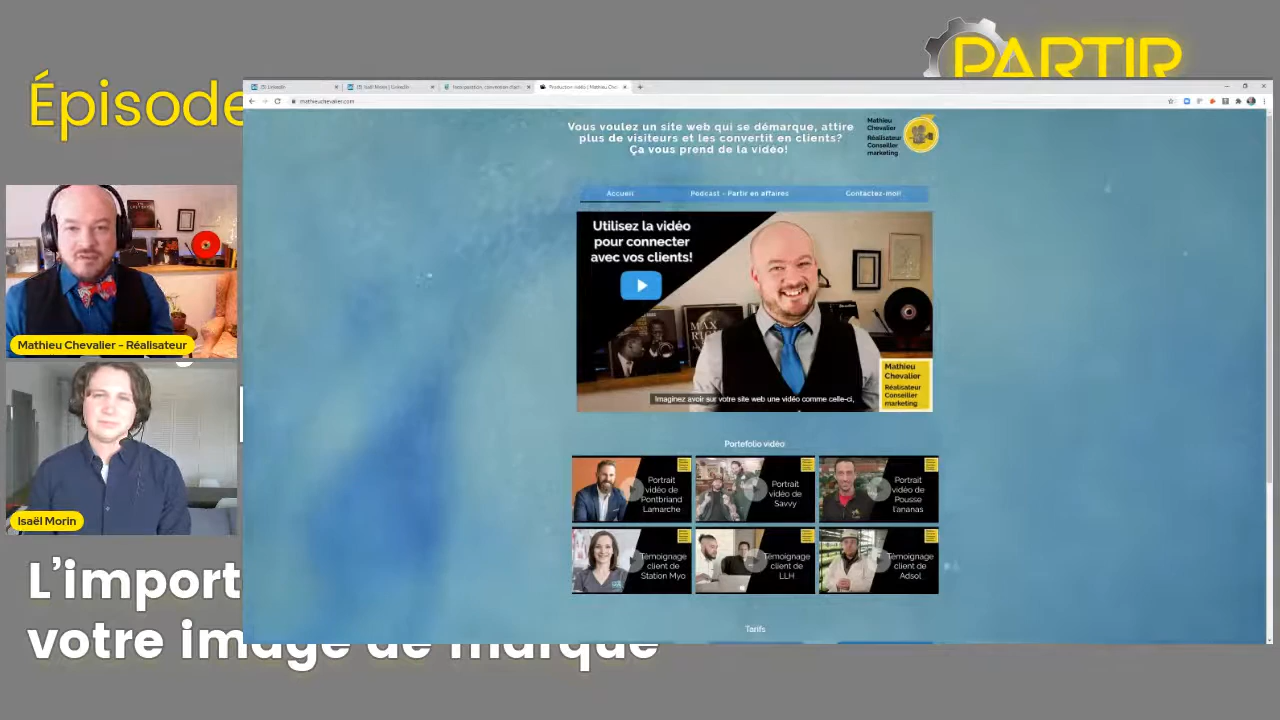 Épisode
PARTIR
mathieuchevalier.com
Vous voulez un site web qui se démarque, attire
plus de visiteurs et les convertit en clients?
Ça vous prend de la vidéo!
Mathieu
Chevalier
Réalisateur
Conseiller
marketing
Accueil
Podcast - Partir en affaires
Contactez-moi!
Utilisez la vidéo
pour connecter
avec vos clients!
MAX
Mathieu
Chevalier
Réalisateur
Conseiller
marketing
Imaginez avoir sur votre site web une vidéo comme celle-ci,
Portefolio vidéo
Portrait
vidéo de
Pontbriand
Lamarche
Portrait
vidéo de
Savvy
Portrait
vidéo de
Pousse
l'ananas
Témoignage
client de
Station Myo
Témoignage
client de
LLH
Témoignage
client de
Adsol
Tarifs
Mathieu Chevalier - Réalisateur
Isaël Morin
L'import
votre image de marque